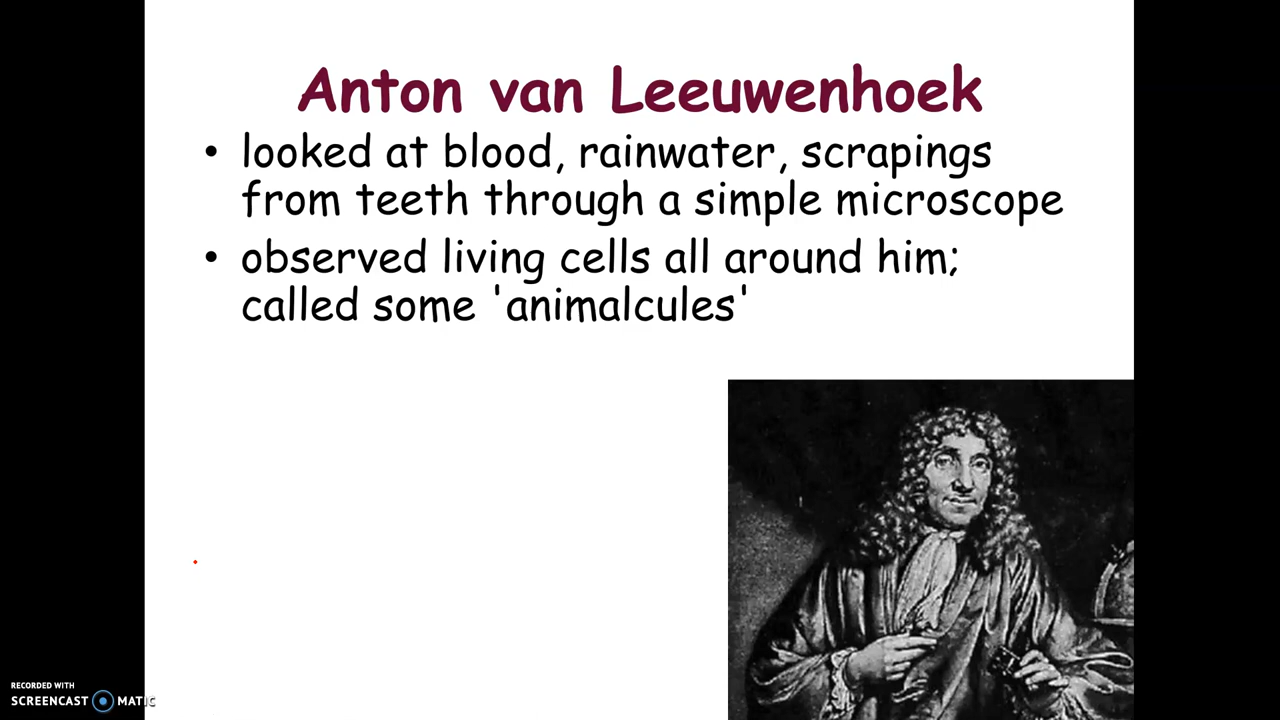 Anton van Leeuwenhoek
• looked at blood, rainwater, scrapings
from teeth through a simple microscope
• observed living cells all around him;
called some 'animalcules'
RECORDED WITH
SCREENCAST MATIC